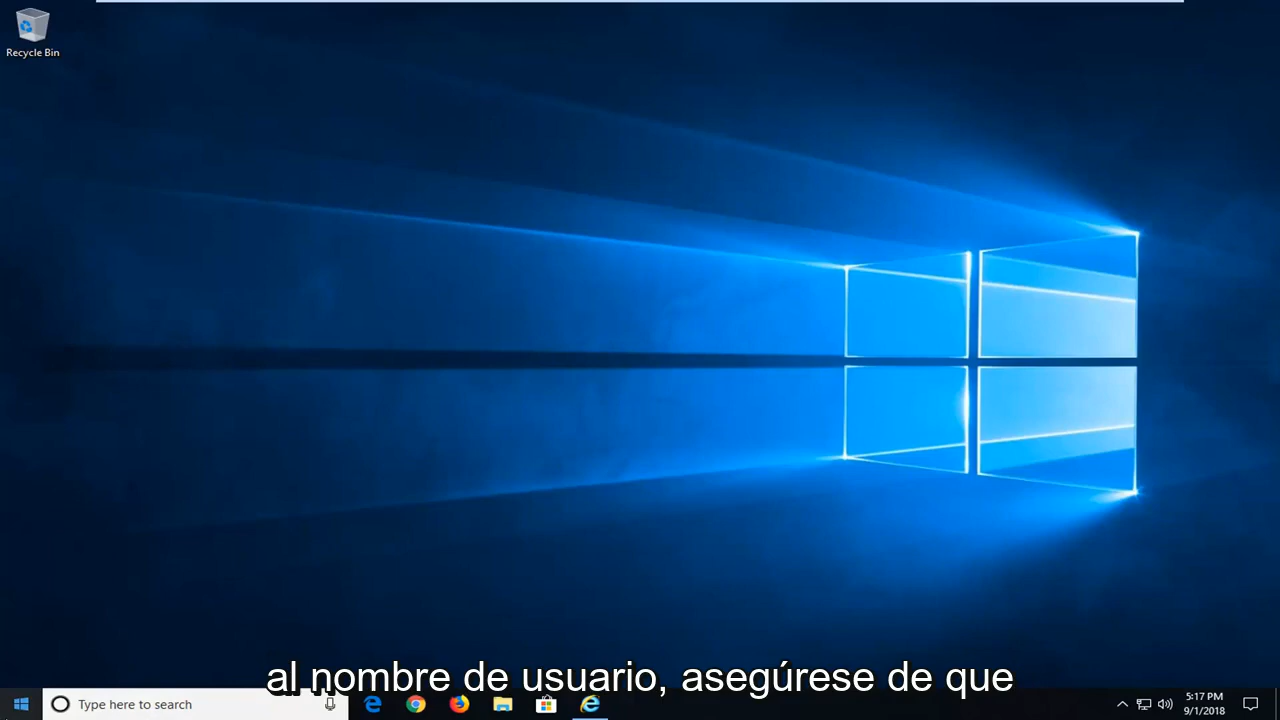 Recycle Bin
al nombre de usuario, asegúrese de que
Type here to search
5:17 PM
9/1/2018